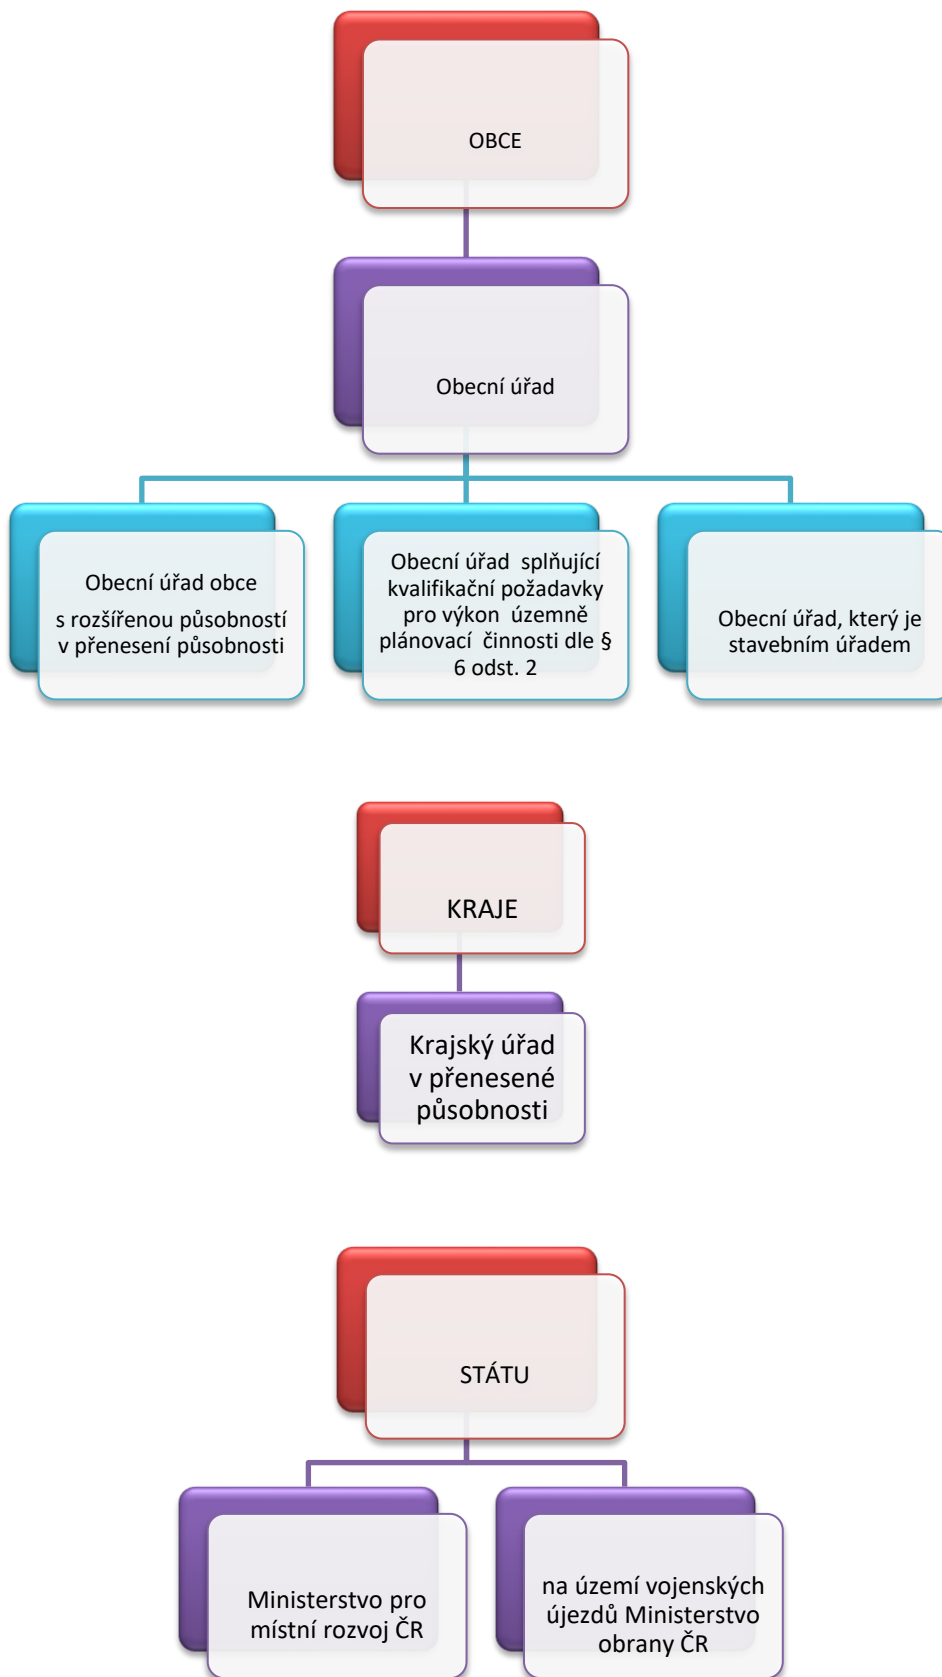 OBCE
Obecní úřad
Obecní úřad obce
s rozšířenou působností
v přenesení působnosti
Obecní úřad splňující
kvalifikační požadavky
pro výkon územně
plánovací činnosti dle §
6 odst. 2
Obecní úřad, který je
stavebním úřadem
KRAJE
Krajský úřad
v přenesené
působnosti
STÁTU
Ministerstvo pro
místní rozvoj ČR
na území vojenských
újezdů Ministerstvo
obrany ČR